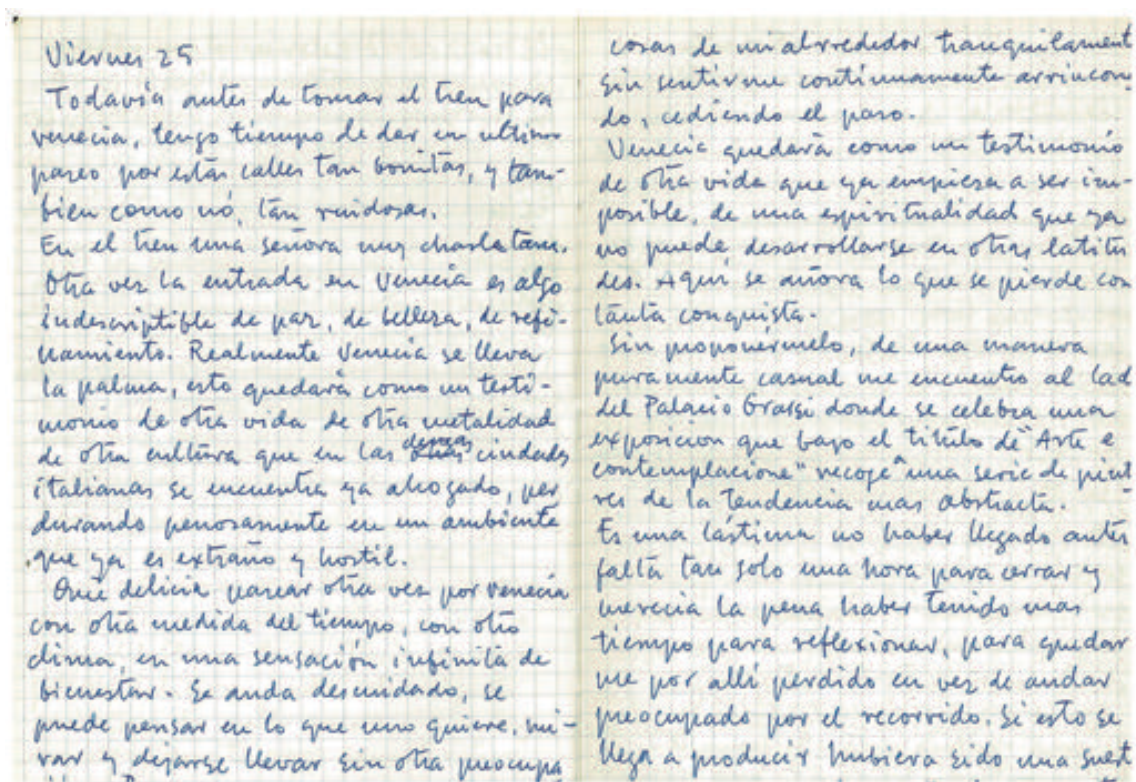 Viernes 25
Todavía antes de tomar el tren para
venecia, tengo tiempo de dar un ultimo
paseo por estas calles tan bonitas, y tam-
bien como nó, tan ruidosas.
En el tren una señora muy charlatana.
Otra vez la entrada en Venecia es algo
indescriptible de paz, de belleza, de refi-
namiento. Realmente Venecia se lleva
la palma, esto quedará como un testi-
monio de otra vida de otra metalidad
de otra cultura que en las demas ciudades
italianas se encuentra ya ahogado, per
durando penosamente en un ambiente
que ya es extraño y hostil.
Que delicia pasear otra vez por venecia
con otra medida del tiempo, con otro
clima, en una sensación infinita de
bienestar. Se anda descuidado, se
puede pensar en lo que uno quiere, mi-
rar y dejarse llevar sin otra preocupa
cosas de mi alrrededor tranquilament
Sin sentirme continuamente arrincon
do, cediendo el paso.
Venecia quedará como un testimonio
de otra vida que ya empieza a ser im-
posible, de una espiritualidad que ya
no puede, desarrollarse en otras latitu
des. Aquí se añora lo que se pierde con
tanta conquista.
Sin proponérmelo, de una manera
puramente casual me encuentro al lad
del Palacio Grassi donde se celebra una
exposicion que bajo el titúlo de "Arte e
contemplacione" recoge una serie de pint
res de la tendencia mas abstracta.
Es una lástima no haber llegado antes
falta tan solo una hora para cerrar y
merecia la pena haber tenido mas
tiempo para reflexionar, para quedar
me por allí perdido en vez de andar
preocupado por el recorrido. Si esto se
llega a producir hubiera sido una suert